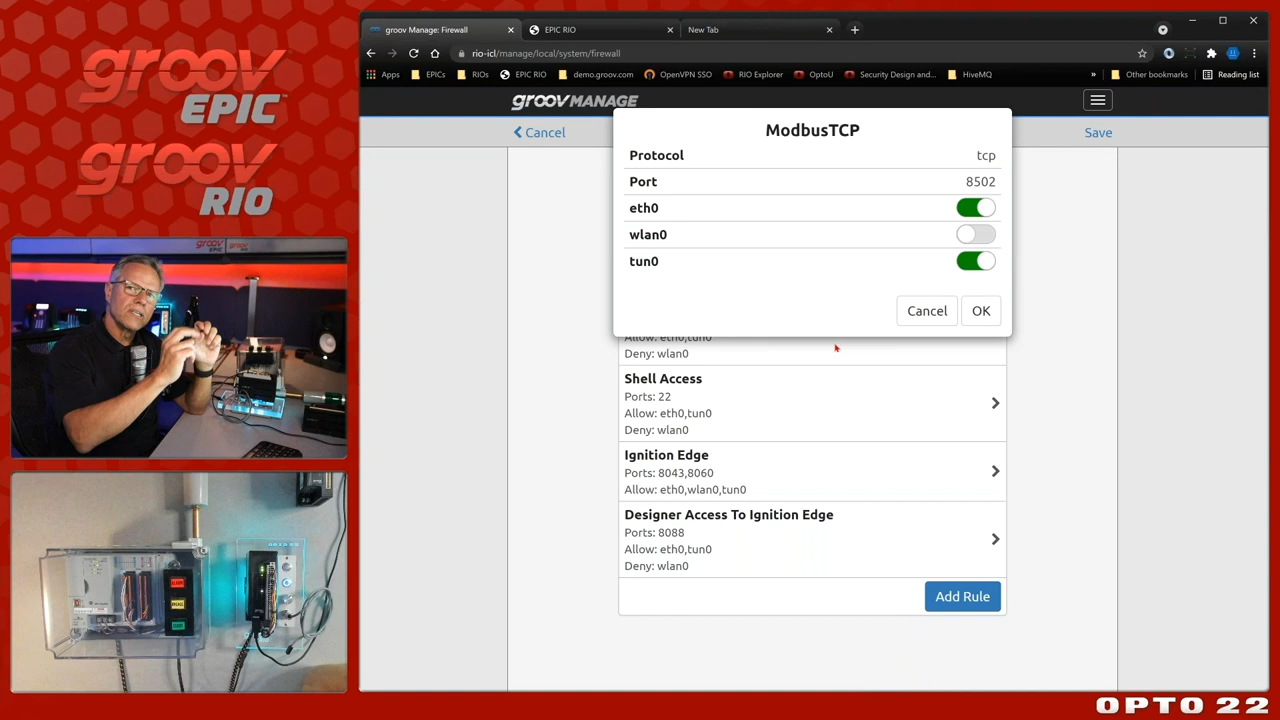 groov
EPIC™
groov
RIO
groov Manage: Firewall
EPIC RIO
New Tab
rio-icl/manage/local/system/firewall
Apps
EPICs
RIOs
EPIC RIO
demo.groov.com
OpenVPN SSO
RIO Explorer
OptoU
Security Design and...
HiveMQ
»
Other bookmarks
Reading list
groov MANAGE
Cancel
Save
ModbusTCP
Protocol tcp
Port 8502
eth0
wlan0
tun0
Cancel OK
Allow: eth0,tun0
Deny: wlan0
Shell Access
Ports: 22
Allow: eth0,tun0
Deny: wlan0
Ignition Edge
Ports: 8043,8060
Allow: eth0,wlan0,tun0
Designer Access To Ignition Edge
Ports: 8088
Allow: eth0,tun0
Deny: wlan0
Add Rule
OPTO 22